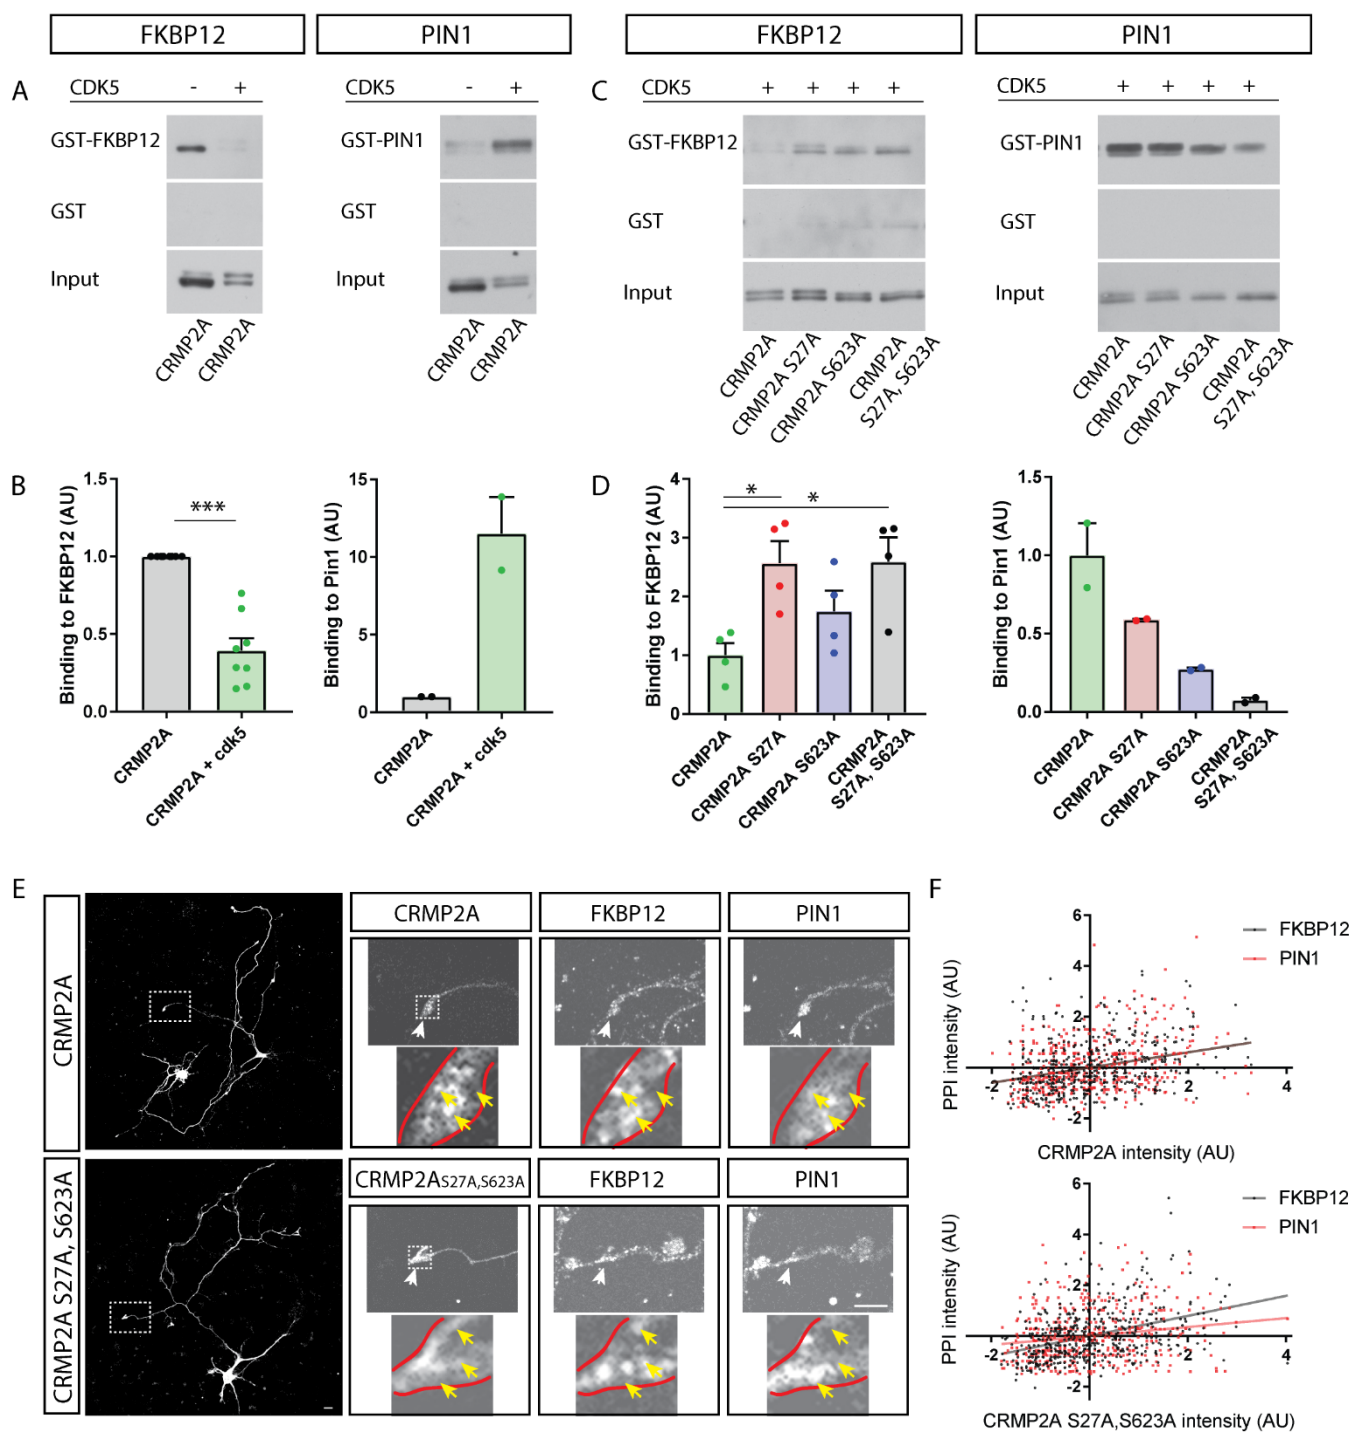 FKBP12
PIN1
FKBP12
PIN1
A
CDK5
-
+
GST-FKBP12
GST
Input
CRMP2A
CRMP2A
CDK5
-
+
GST-PIN1
GST
Input
CRMP2A
CRMP2A
C
CDK5
+
+
+
+
GST-FKBP12
GST
Input
CRMP2A
CRMP2A S27A
CRMP2A S623A
CRMP2A
S27A, S623A
CDK5
+
+
+
+
GST-PIN1
GST
Input
CRMP2A
CRMP2A S27A
CRMP2A S623A
CRMP2A
S27A, S623A
B
Binding to FKBP12 (AU)
1.5
1.0
0.5
0.0
***
CRMP2A
CRMP2A + cdk5
Binding to Pin1 (AU)
15
10
5
0
CRMP2A
CRMP2A + cdk5
D
Binding to FKBP12 (AU)
4
3
2
1
0
*
*
CRMP2A
CRMP2A S27A
CRMP2A S623A
CRMP2A
S27A, S623A
Binding to Pin1 (AU)
1.5
1.0
0.5
0.0
CRMP2A
CRMP2A S27A
CRMP2A S623A
CRMP2A
S27A, S623A
E
CRMP2A
CRMP2A
FKBP12
PIN1
CRMP2A S27A, S623A
CRMP2AS27A,S623A
FKBP12
PIN1
F
PPI intensity (AU)
6
4
2
-2
-2
2
4
FKBP12
PIN1
CRMP2A intensity (AU)
PPI intensity (AU)
6
4
2
-2
-2
2
4
FKBP12
PIN1
CRMP2A S27A,S623A intensity (AU)